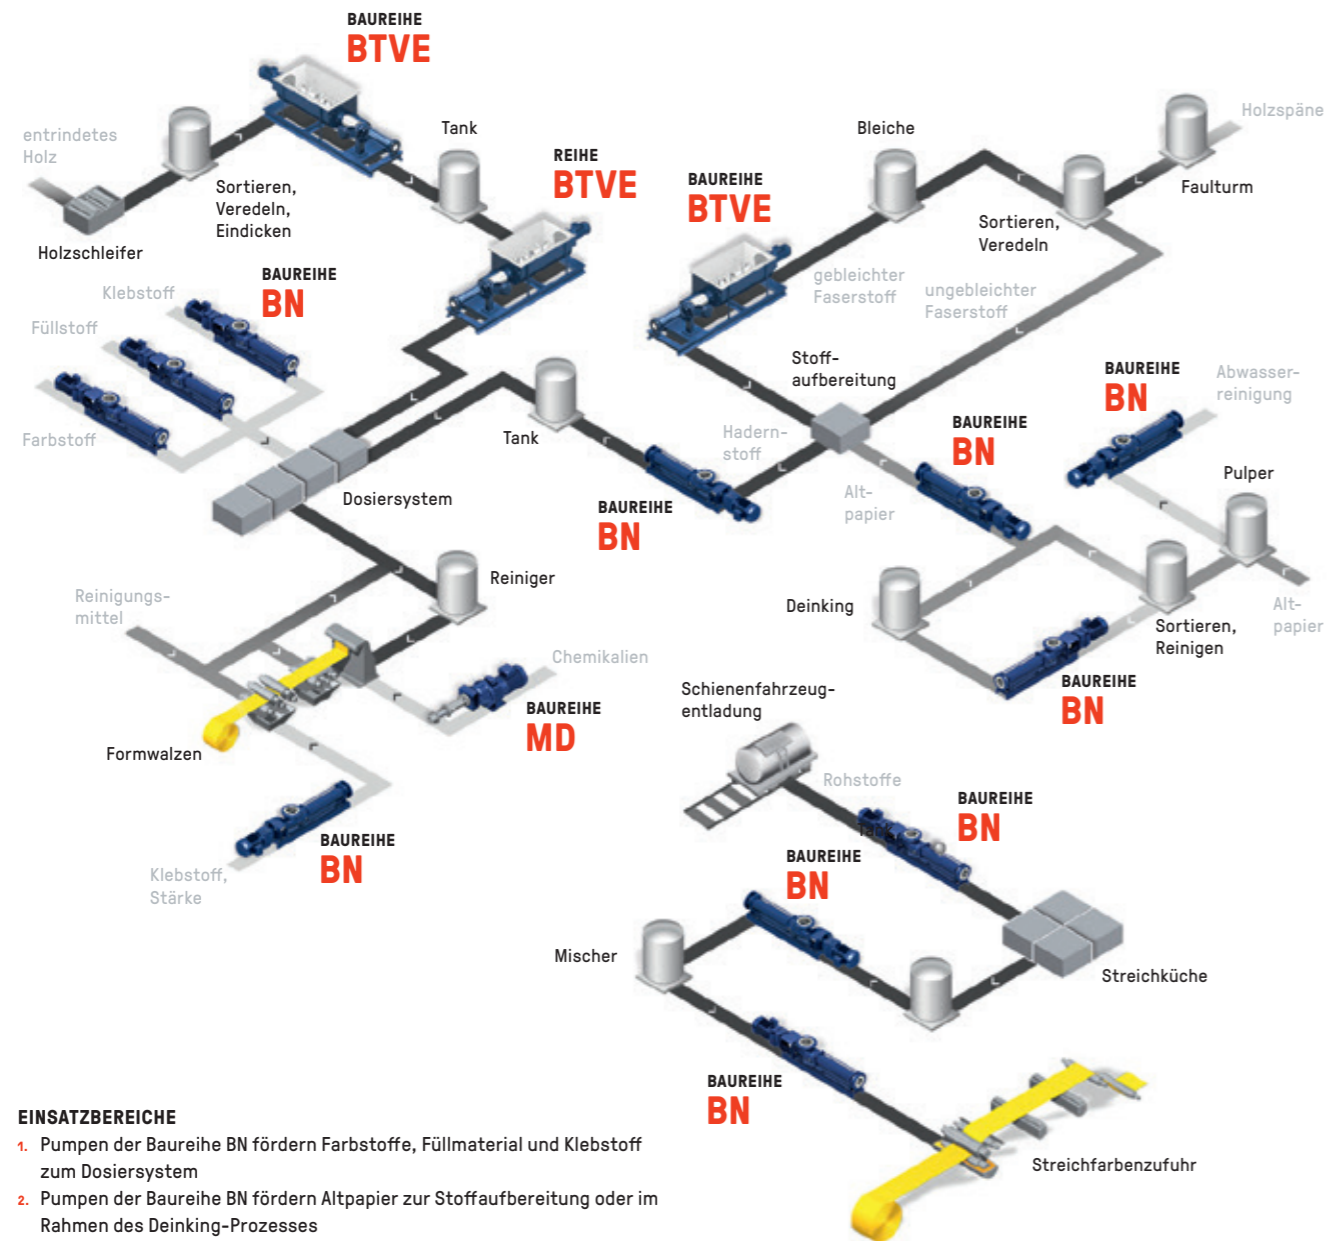 BAUREIHE
BTVE
entrindetes
Holz
Tank
Sortieren,
Veredeln,
Eindicken
Holzschleifer
REIHE
BTVE
BAUREIHE
BTVE
Bleiche
Holzspäne
Faulturm
Sortieren,
Veredeln
gebleichter
Faserstoff
ungebleichter
Faserstoff
BAUREIHE
BN
Klebstoff
Füllstoff
Farbstoff
Tank
Dosiersystem
Stoff-
aufbereitung
Hadern-
stoff
BAUREIHE
BN
Alt-
papier
BAUREIHE
BN
BAUREIHE
BN
Abwasser-
reinigung
Pulper
Alt-
papier
Sortieren,
Reinigen
Deinking
BAUREIHE
BN
Reiniger
Reinigungs-
mittel
Chemikalien
BAUREIHE
MD
Formwalzen
BAUREIHE
BN
Klebstoff,
Stärke
Schienenfahrzeug-
entladung
Rohstoffe
BAUREIHE
BN
Tank
BAUREIHE
BN
Mischer
Streichküche
BAUREIHE
BN
Streichfarbenzufuhr
EINSATZBEREICHE
1. Pumpen der Baureihe BN fördern Farbstoffe, Füllmaterial und Klebstoff
zum Dosiersystem
2. Pumpen der Baureihe BN fördern Altpapier zur Stoffaufbereitung oder im
Rahmen des Deinking-Prozesses